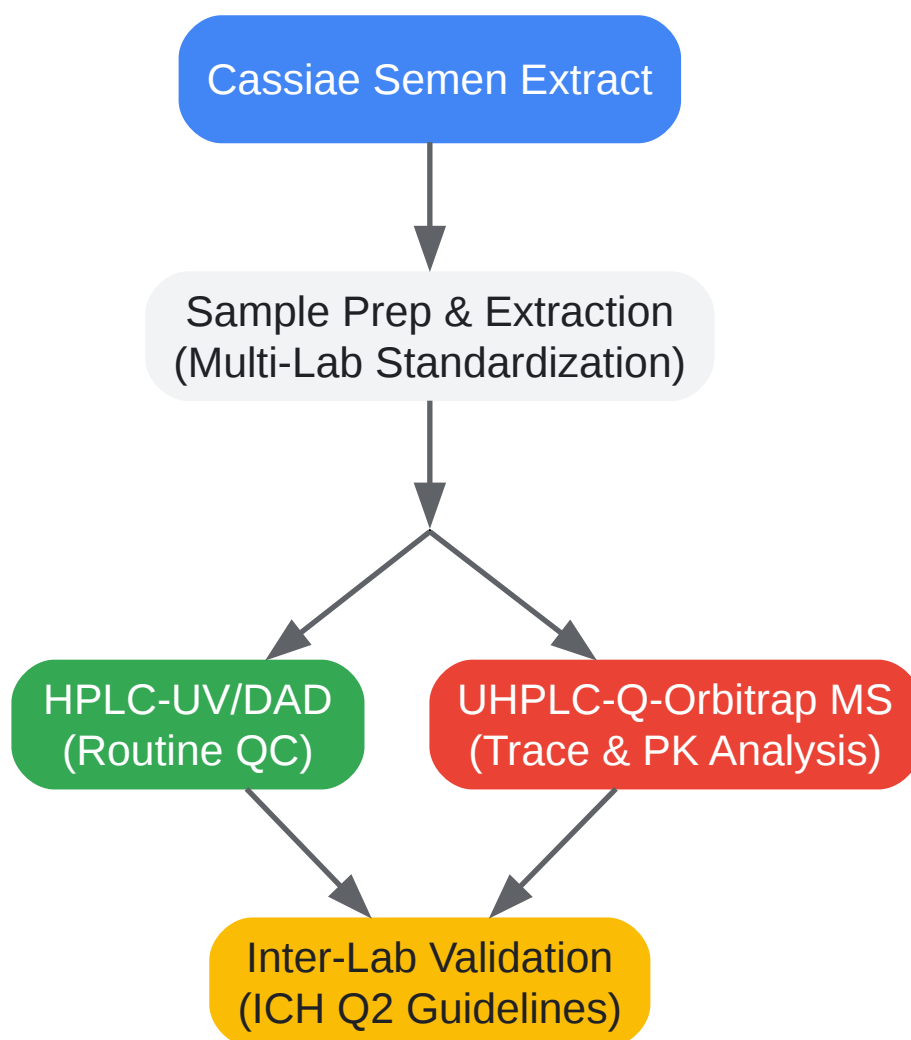 Cassiae Semen Extract
Sample Prep & Extraction
(Multi-Lab Standardization)
HPLC-UV/DAD
(Routine QC)
UHPLC-Q-Orbitrap MS
(Trace & PK Analysis)
Inter-Lab Validation
(ICH Q2 Guidelines)